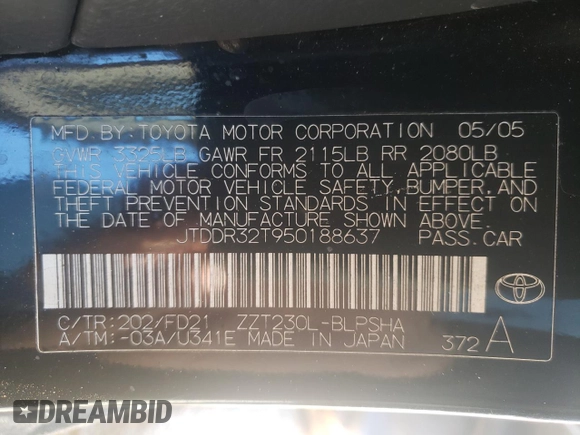 MFD. BY: TOYOTA MOTOR CORPORATION 05/05
GVWR 3325LB GAWR FR 2115LB RR 2080LB
THIS VEHICLE CONFORMS TO ALL APPLICABLE
FEDERAL MOTOR VEHICLE SAFETY, BUMPER, AND
THEFT PREVENTION STANDARDS IN EFFECT ON
THE DATE OF MANUFACTURE SHOWN ABOVE.
JTDDR32T950188637 PASS. CAR
C/TR: 202/FD21 ZZT230L-BLPSHA
A/TM: -03A/U341E MADE IN JAPAN 372A
DREAMBID